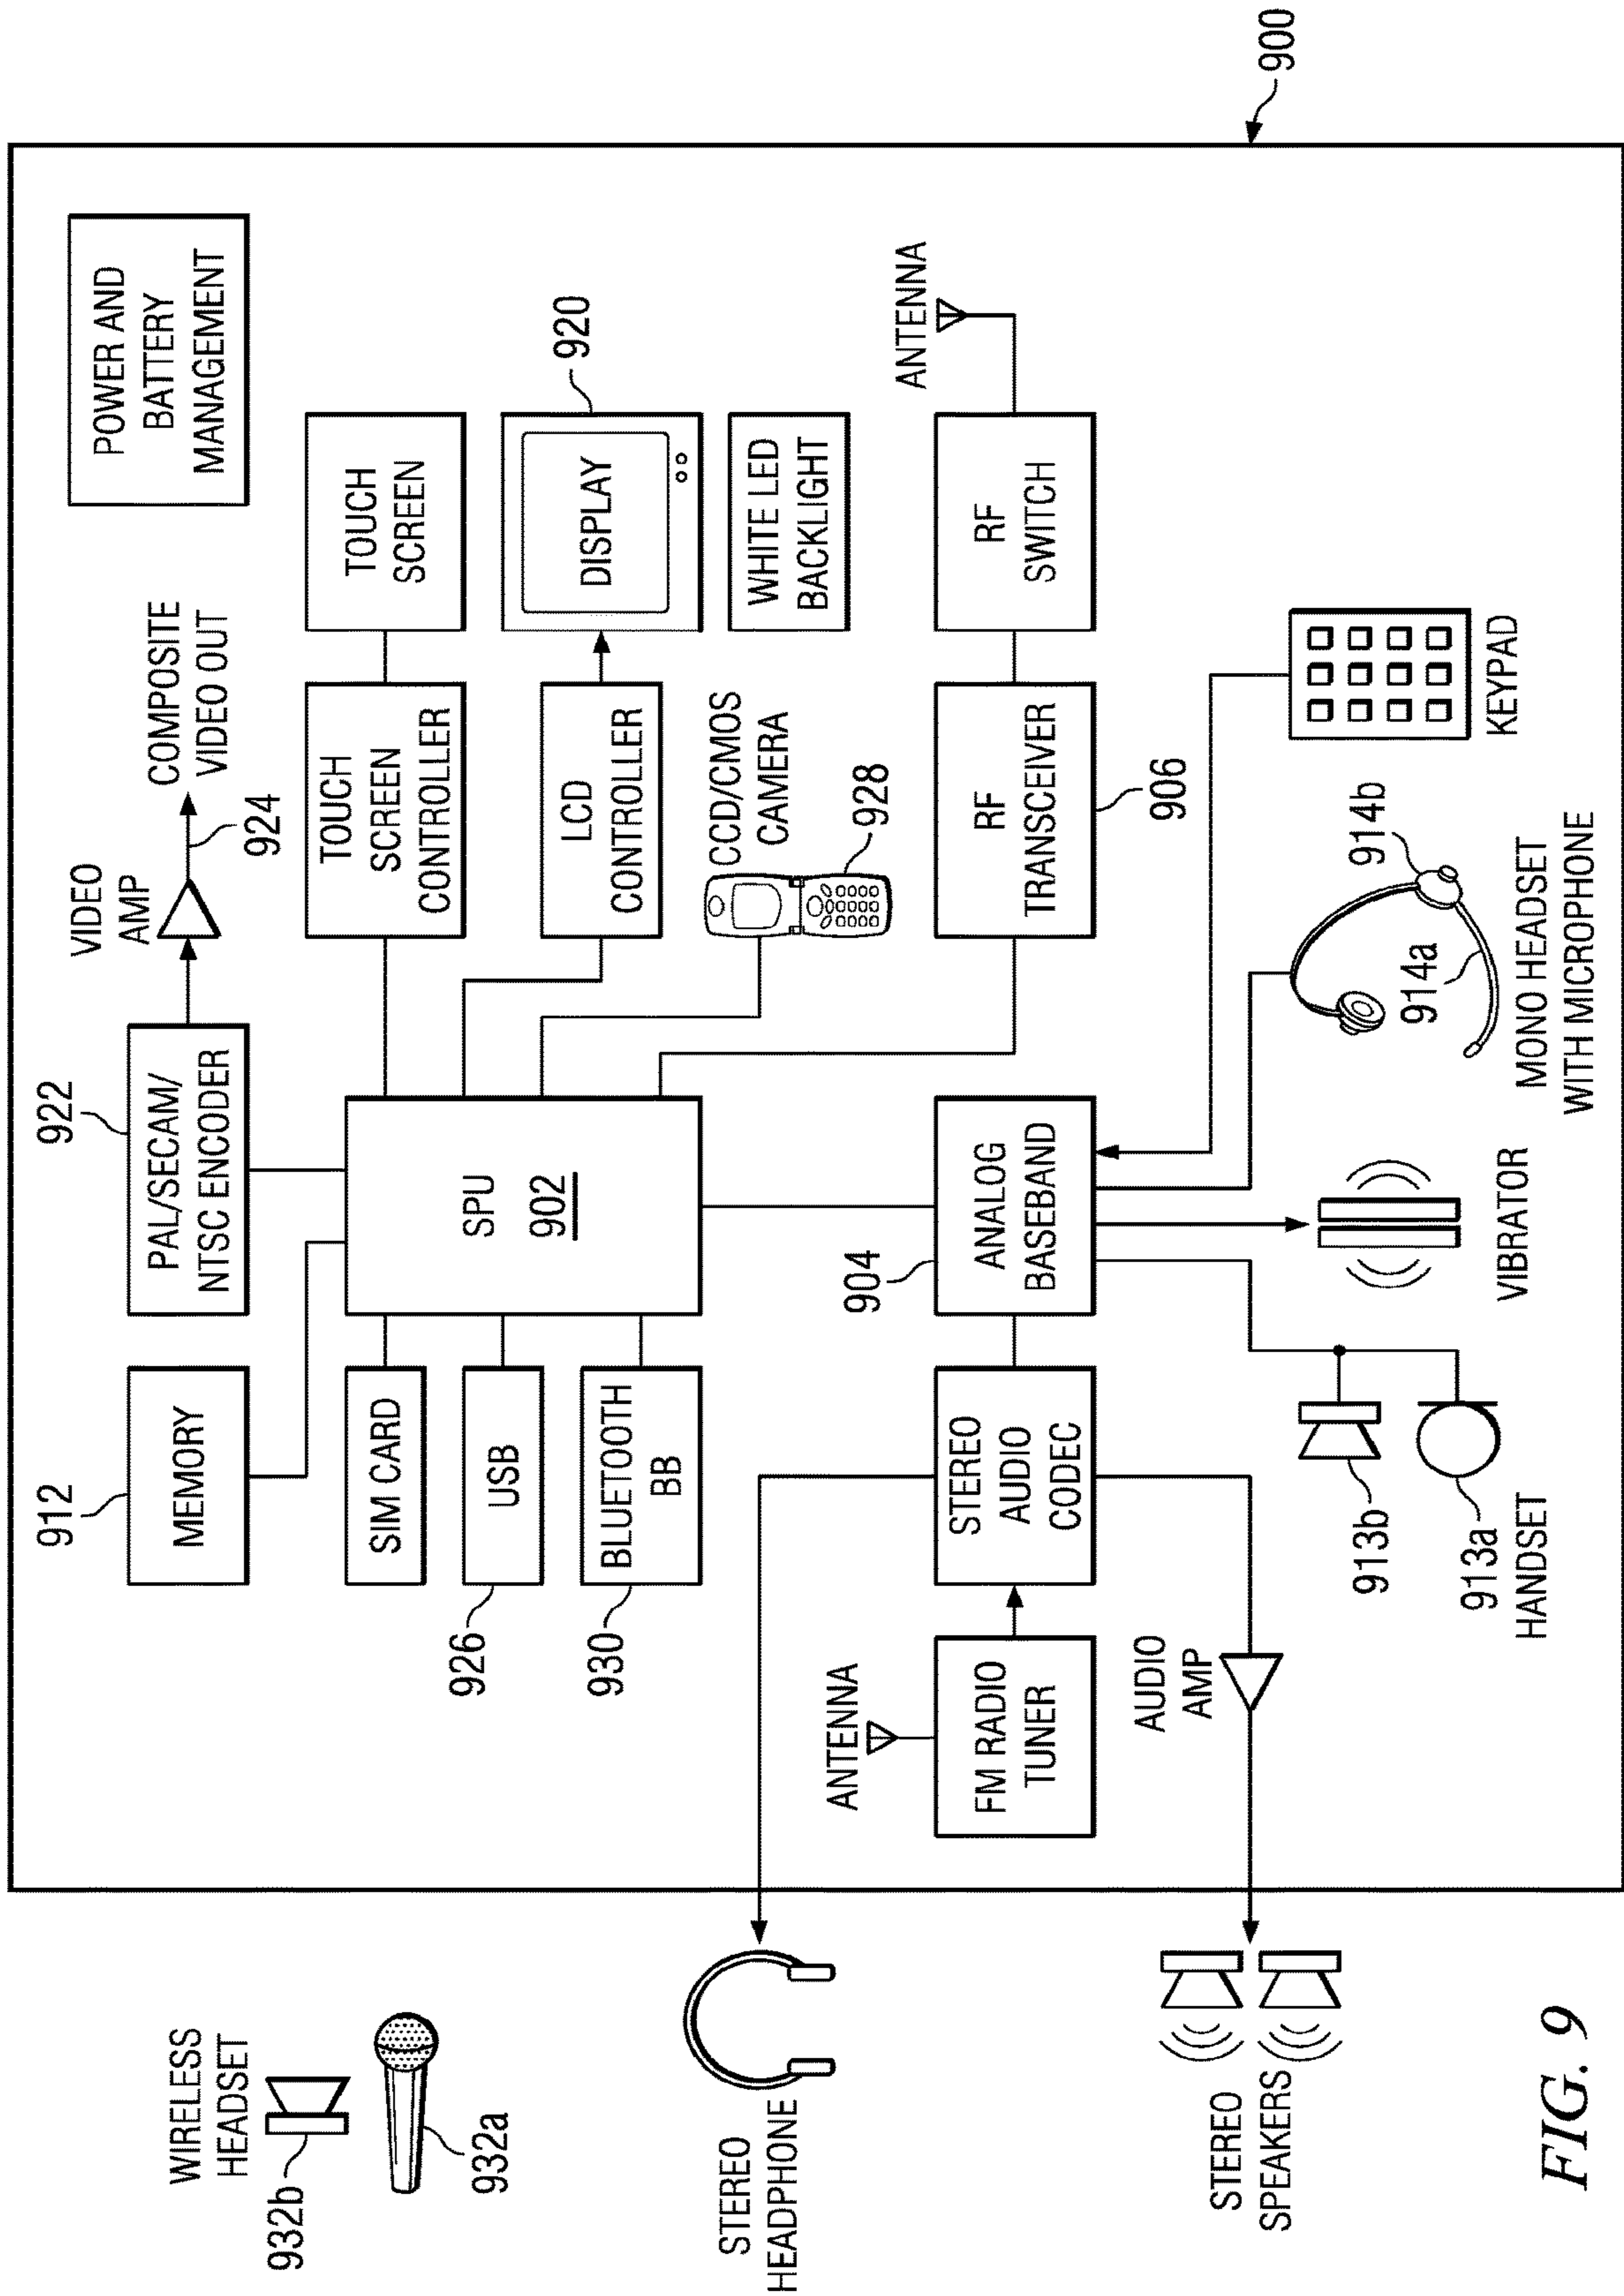 900
POWER AND
BATTERY
MANAGEMENT
912
922
VIDEO
AMP
924
COMPOSITE
VIDEO OUT
MEMORY
PAL/SECAM/
NTSC ENCODER
WIRELESS
HEADSET
932b
932a
SIM CARD
926
USB
930
BLUETOOTH
BB
SPU
902
TOUCH
SCREEN
CONTROLLER
TOUCH
SCREEN
LCD
CONTROLLER
DISPLAY
920
CCD/CMOS
CAMERA
928
WHITE LED
BACKLIGHT
STEREO
HEADPHONE
ANTENNA
FM RADIO
TUNER
STEREO
AUDIO
CODEC
904
ANALOG
BASEBAND
RF
TRANSCEIVER
906
RF
SWITCH
ANTENNA
AUDIO
AMP
STEREO
SPEAKERS
913b
913a
HANDSET
VIBRATOR
914a
914b
MONO HEADSET
WITH MICROPHONE
KEYPAD
FIG. 9